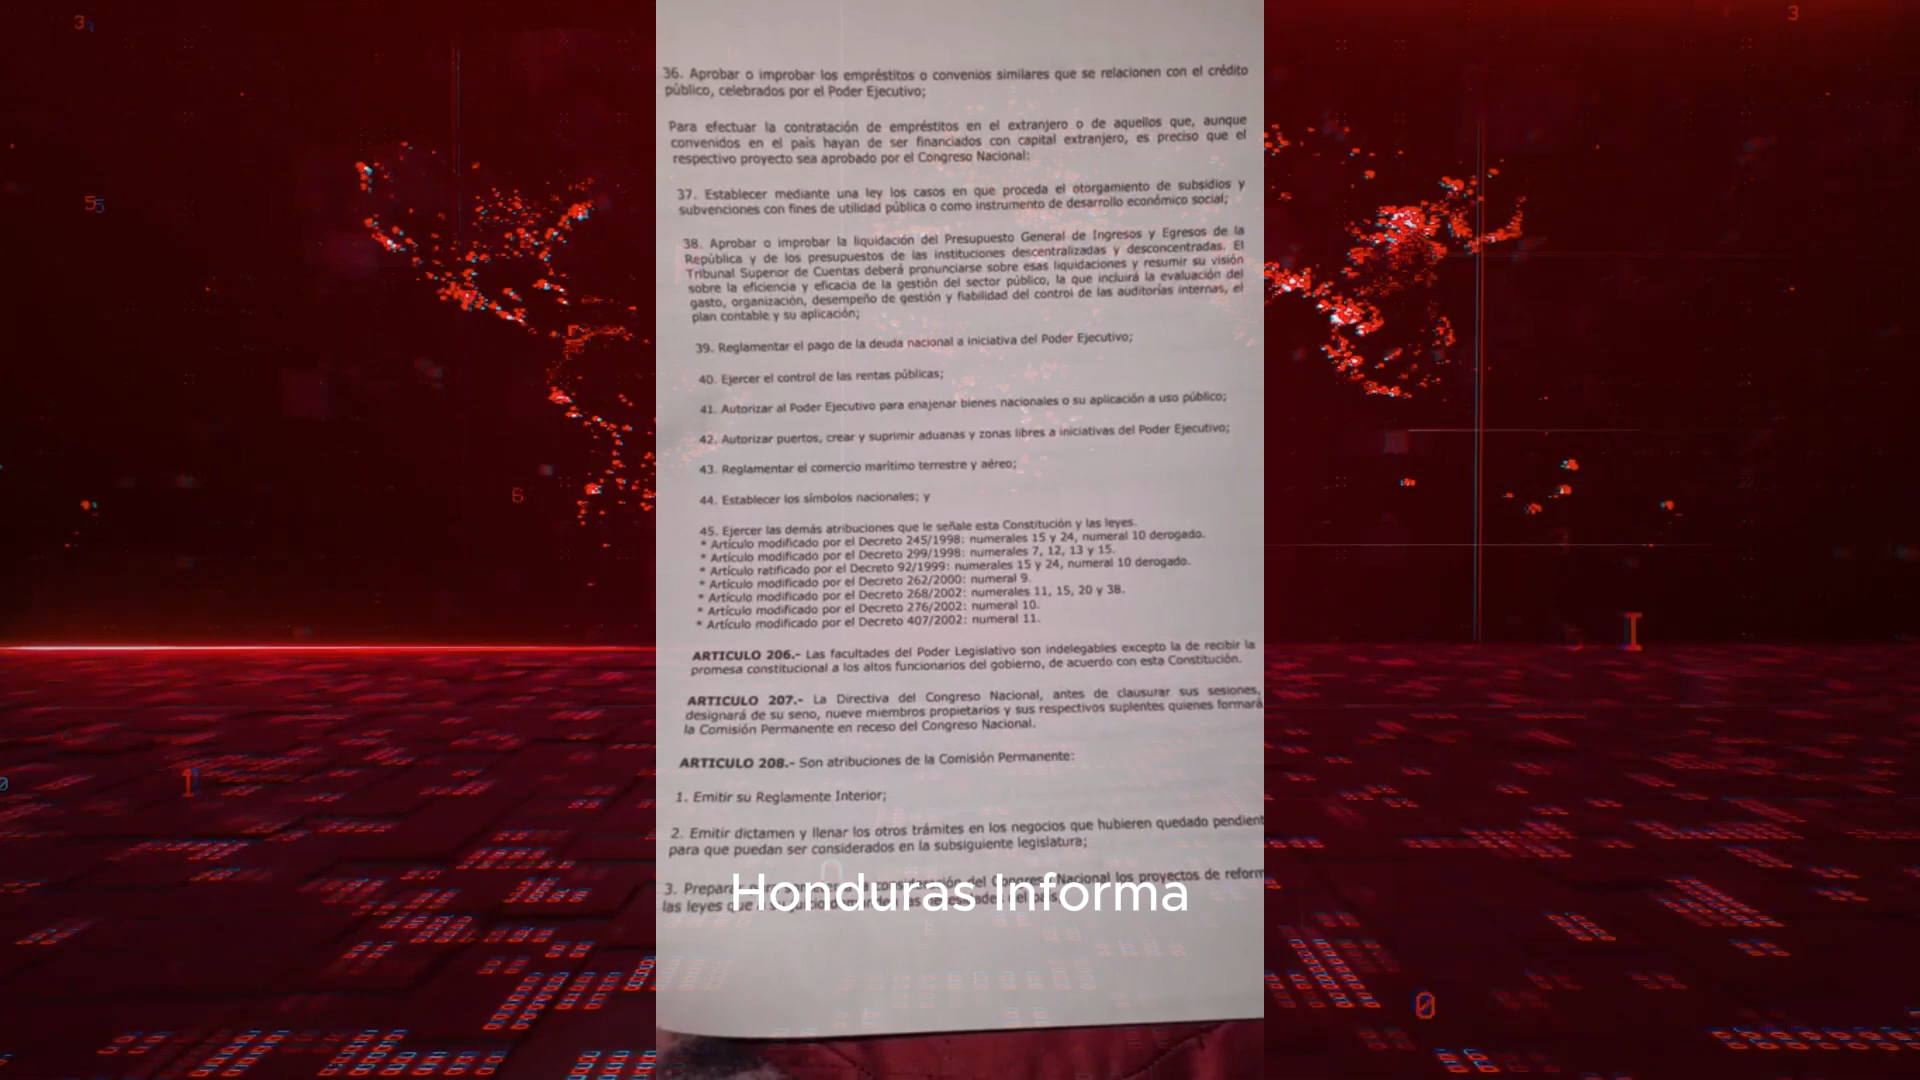 36. Aprobar o improbar los empréstitos o convenios similares que se relacionen con el crédito
público, celebrados por el Poder Ejecutivo;
Para efectuar la contratación de empréstitos en el extranjero o de aquellos que, aunque
convenidos en el país hayan de ser financiados con capital extranjero, es preciso que el
respectivo proyecto sea aprobado por el Congreso Nacional:
37. Establecer mediante una ley los casos en que proceda el otorgamiento de subsidios y
subvenciones con fines de utilidad pública o como instrumento de desarrollo económico social;
38. Aprobar o improbar la liquidación del Presupuesto General de Ingresos y Egresos de la
República y de los presupuestos de las instituciones descentralizadas y desconcentradas. El
Tribunal Superior de Cuentas deberá pronunciarse sobre esas liquidaciones y resumir su visión
sobre la eficiencia y eficacia de la gestión del sector público, la que incluirá la evaluación del
gasto, organización, desempeño de gestión y fiabilidad del control de las auditorías internas, el
plan contable y su aplicación;
39. Reglamentar el pago de la deuda nacional a iniciativa del Poder Ejecutivo;
40. Ejercer el control de las rentas públicas;
41. Autorizar al Poder Ejecutivo para enajenar bienes nacionales o su aplicación a uso público;
42. Autorizar puertos, crear y suprimir aduanas y zonas libres a iniciativas del Poder Ejecutivo;
43. Reglamentar el comercio marítimo terrestre y aéreo;
44. Establecer los símbolos nacionales; y
45. Ejercer las demás atribuciones que le señale esta Constitución y las leyes.
* Artículo modificado por el Decreto 245/1998: numerales 15 y 24, numeral 10 derogado.
* Artículo modificado por el Decreto 299/1998: numerales 7, 12, 13 y 15.
* Artículo ratificado por el Decreto 92/1999: numerales 15 y 24, numeral 10 derogado.
* Artículo modificado por el Decreto 262/2000: numeral 9.
* Artículo modificado por el Decreto 268/2002: numerales 11, 15, 20 y 38.
* Artículo modificado por el Decreto 276/2002: numeral 10.
* Artículo modificado por el Decreto 407/2002: numeral 11.
ARTICULO 206.- Las facultades del Poder Legislativo son indelegables excepto la de recibir la
promesa constitucional a los altos funcionarios del gobierno, de acuerdo con esta Constitución.
ARTICULO 207.- La Directiva del Congreso Nacional, antes de clausurar sus sesiones,
designará de su seno, nueve miembros propietarios y sus respectivos suplentes quienes formará
la Comisión Permanente en receso del Congreso Nacional.
ARTICULO 208.- Son atribuciones de la Comisión Permanente:
1. Emitir su Reglamente Interior;
2. Emitir dictamen y llenar los otros trámites en los negocios que hubieren quedado pendient
para que puedan ser considerados en la subsiguiente legislatura;
3. Prepara del Congreso Nacional los proyectos de reform
las leyes que del país
Honduras Informa